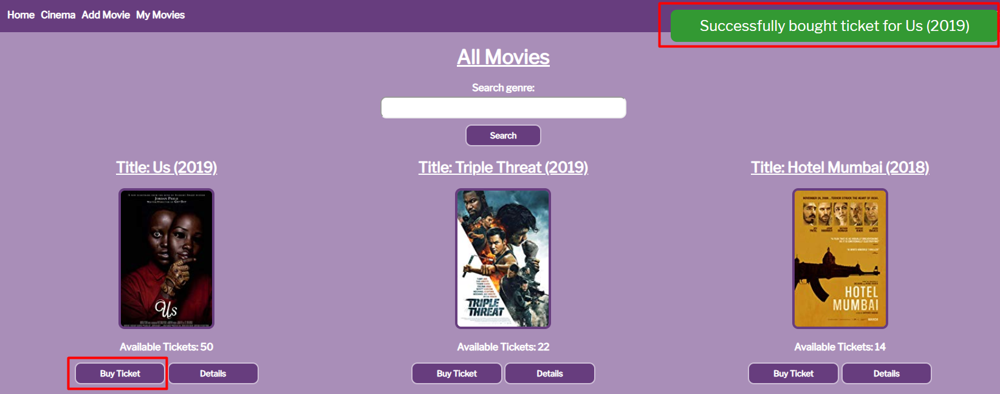 Home Cinema Add Movie My Movies
Successfully bought ticket for Us (2019)
All Movies
Search genre:
Search
Title: Us (2019)
Title: Triple Threat (2019)
Title: Hotel Mumbai (2018)
JORDAN PEELE
Us
TRIPLE
THREAT
HOTEL
MUMBAI
Available Tickets: 50
Available Tickets: 22
Available Tickets: 14
Buy Ticket Details
Buy Ticket Details
Buy Ticket Details